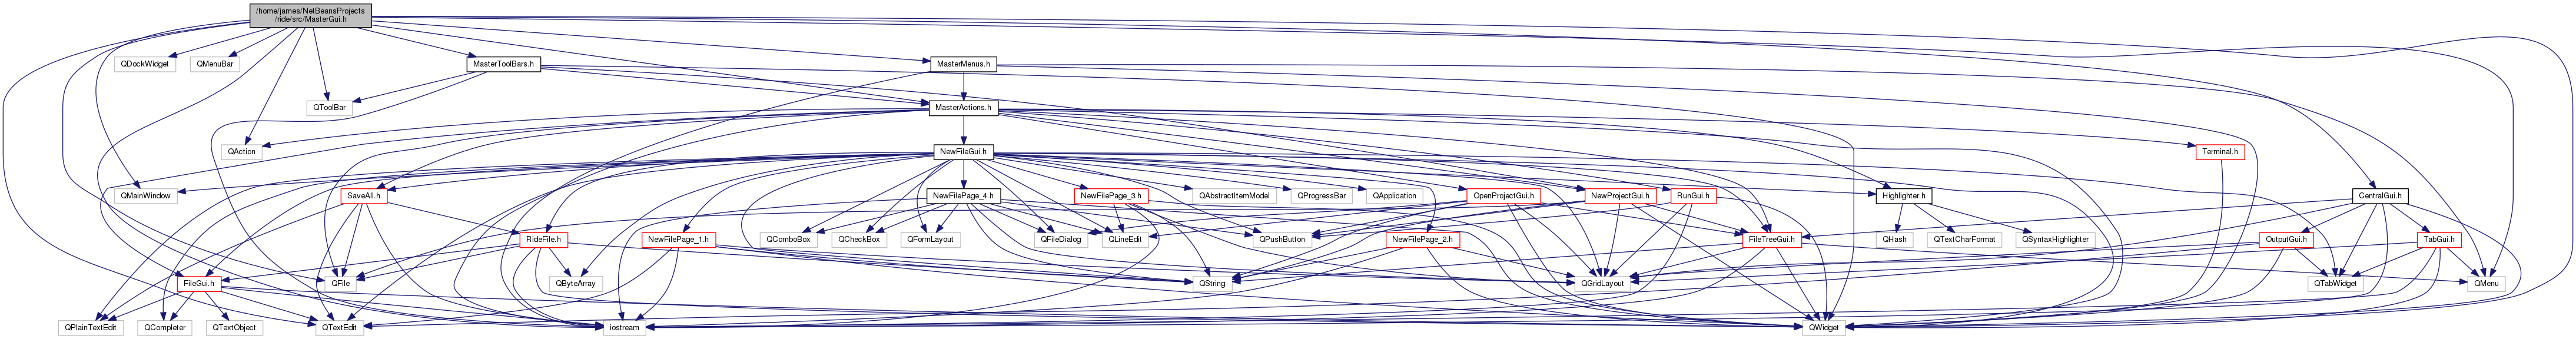 /home/james/NetBeansProjects
/ride/src/MasterGui.h
QDockWidget
QMenuBar
MasterToolBars.h
MasterMenus.h
QToolBar
MasterActions.h
QAction
NewFileGui.h
Terminal.h
QMainWindow
SaveAll.h
NewFilePage_4.h
NewFilePage_3.h
QAbstractItemModel
QProgressBar
QApplication
OpenProjectGui.h
NewProjectGui.h
RunGui.h
Highlighter.h
CentralGui.h
RideFile.h
NewFilePage_1.h
QComboBox
QCheckBox
QFormLayout
QFileDialog
QLineEdit
QPushButton
NewFilePage_2.h
FileTreeGui.h
QHash
QTextCharFormat
QSyntaxHighlighter
OutputGui.h
TabGui.h
FileGui.h
QFile
QByteArray
QString
QGridLayout
QTabWidget
QMenu
QPlainTextEdit
QCompleter
QTextObject
QTextEdit
iostream
QWidget